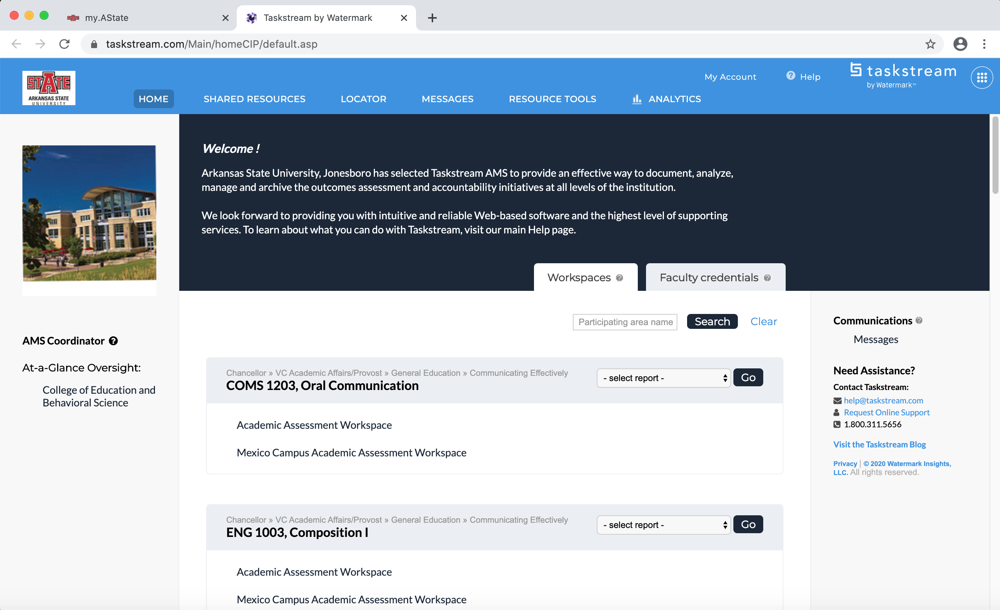 my.AState
Taskstream by Watermark
taskstream.com/Main/homeCIP/default.asp
STATE
ARKANSAS STATE
UNIVERSITY
My Account
Help
taskstream
by Watermark™
HOME
SHARED RESOURCES
LOCATOR
MESSAGES
RESOURCE TOOLS
ANALYTICS
Welcome !
Arkansas State University, Jonesboro has selected Taskstream AMS to provide an effective way to document, analyze,
manage and archive the outcomes assessment and accountability initiatives at all levels of the institution.
We look forward to providing you with intuitive and reliable Web-based software and the highest level of supporting
services. To learn about what you can do with Taskstream, visit our main Help page.
Workspaces
Faculty credentials
AMS Coordinator
At-a-Glance Oversight:
College of Education and
Behavioral Science
Participating area name
Search
Clear
Chancellor » VC Academic Affairs/Provost » General Education » Communicating Effectively
COMS 1203, Oral Communication
- select report -
Go
Academic Assessment Workspace
Mexico Campus Academic Assessment Workspace
Chancellor » VC Academic Affairs/Provost » General Education » Communicating Effectively
ENG 1003, Composition I
- select report -
Go
Academic Assessment Workspace
Mexico Campus Academic Assessment Workspace
Communications
Messages
Need Assistance?
Contact Taskstream:
help@taskstream.com
Request Online Support
1.800.311.5656
Visit the Taskstream Blog
Privacy | © 2020 Watermark Insights,
LLC. All rights reserved.